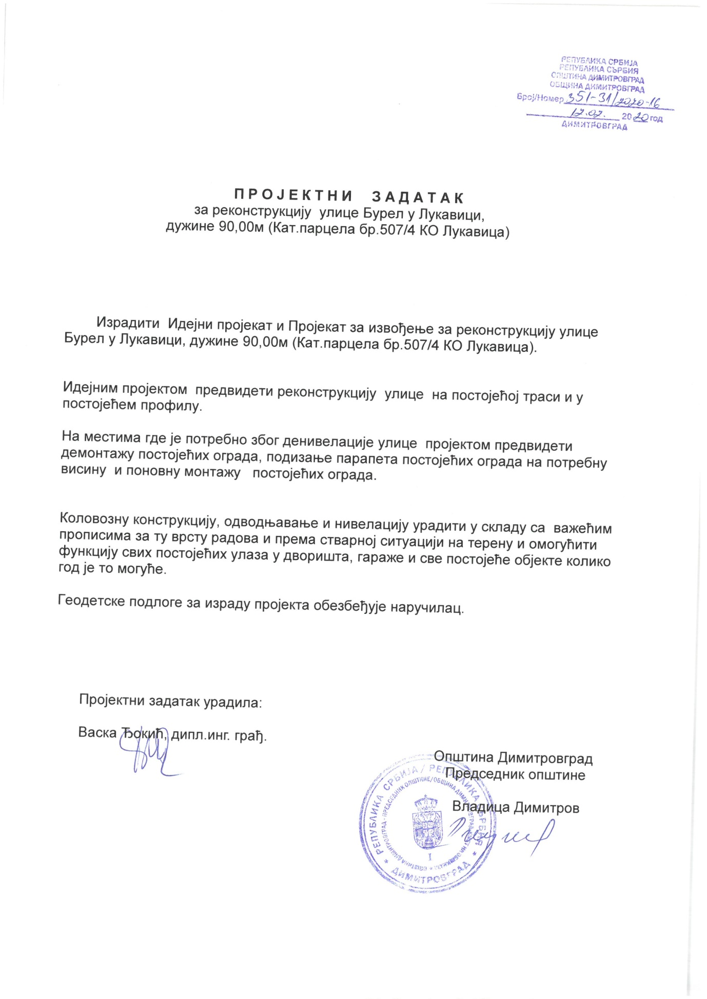 РЕПУБЛИКА СРБИЈА
РЕПУБЛИКА СЪРБИЯ
ОПШТИНА ДИМИТРОВГРАД
ОБЩИНА ДИМИТРОВГРАД
Број/Номер 351-31/2020-16
12.02. 2020 год
ДИМИТРОВГРАД
ПРОЈЕКТНИ ЗАДАТАК
за реконструкцију улице Бурел у Лукавици,
дужине 90,00м (Кат.парцела бр.507/4 КО Лукавица)
Израдити Идејни пројекат и Пројекат за извођење за реконструкцију улице
Бурел у Лукавици, дужине 90,00м (Кат.парцела бр.507/4 КО Лукавица).
Идејним пројектом предвидети реконструкцију улице на постојећој траси и у
постојећем профилу.
На местима где је потребно због денивелације улице пројектом предвидети
демонтажу постојећих ограда, подизање парапета постојећих ограда на потребну
висину и поновну монтажу постојећих ограда.
Коловозну конструкцију, одводњавање и нивелацију урадити у складу са важећим
прописима за ту врсту радова и према стварној ситуацији на терену и омогућити
функцију свих постојећих улаза у дворишта, гараже и све постојеће објекте колико
год је то могуће.
Геодетске подлоге за израду пројекта обезбеђује наручилац.
Пројектни задатак урадила:
Васка Ђокић, дипл.инг. грађ.
Општина Димитровград
Председник општине
Владица Димитров
РЕПУБЛИКА СРБИЈА / РЕПУБЛИКА СЪРБИЯ
ОПШТИНА ДИМИТРОВГРАД - ПРЕДСЕДНИК ОПШТИНЕ/ОБЩИНА ДИМИТРОВГРАД
I
* ДИМИТРОВГРАД *